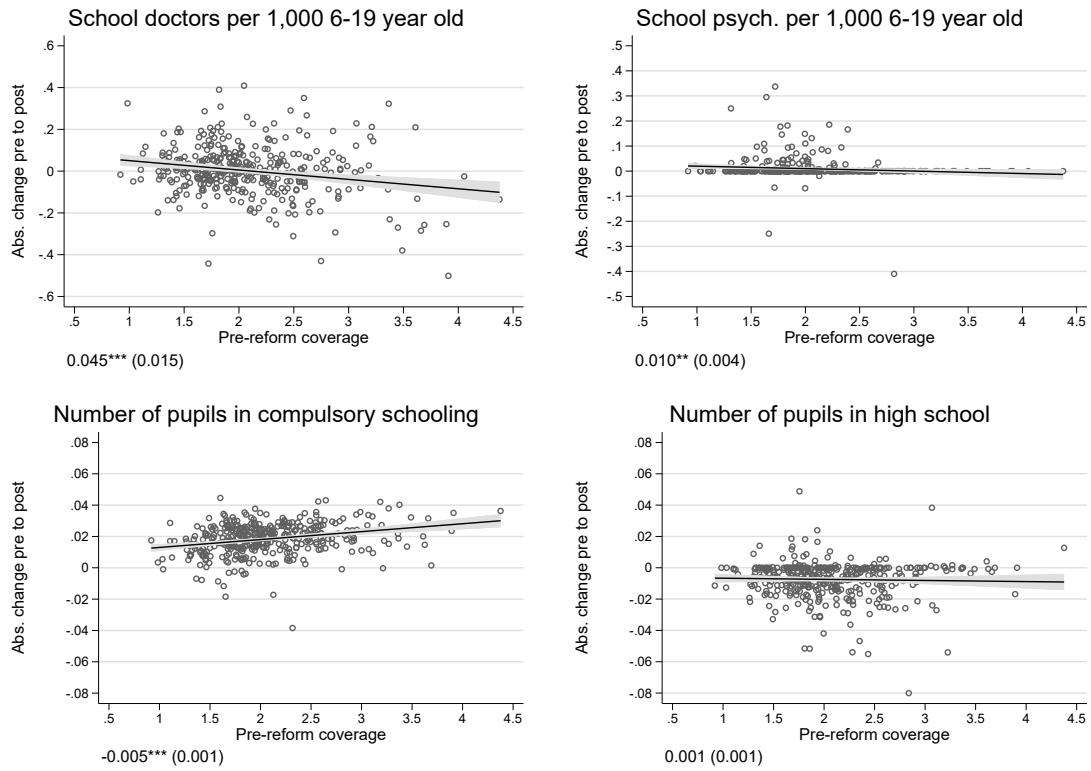 School doctors per 1,000 6-19 year old
Abs. change pre to post
.6
.4
.2
0
-.2
-.4
-.6
.5 1 1.5 2 2.5 3 3.5 4 4.5
Pre-reform coverage
0.045*** (0.015)
School psych. per 1,000 6-19 year old
Abs. change pre to post
.5
.4
.3
.2
.1
0
-.1
-.2
-.3
-.4
-.5
.5 1 1.5 2 2.5 3 3.5 4 4.5
Pre-reform coverage
0.010** (0.004)
Number of pupils in compulsory schooling
Abs. change pre to post
.08
.06
.04
.02
0
-.02
-.04
-.06
-.08
.5 1 1.5 2 2.5 3 3.5 4 4.5
Pre-reform coverage
-0.005*** (0.001)
Number of pupils in high school
Abs. change pre to post
.08
.06
.04
.02
0
-.02
-.04
-.06
-.08
.5 1 1.5 2 2.5 3 3.5 4 4.5
Pre-reform coverage
0.001 (0.001)